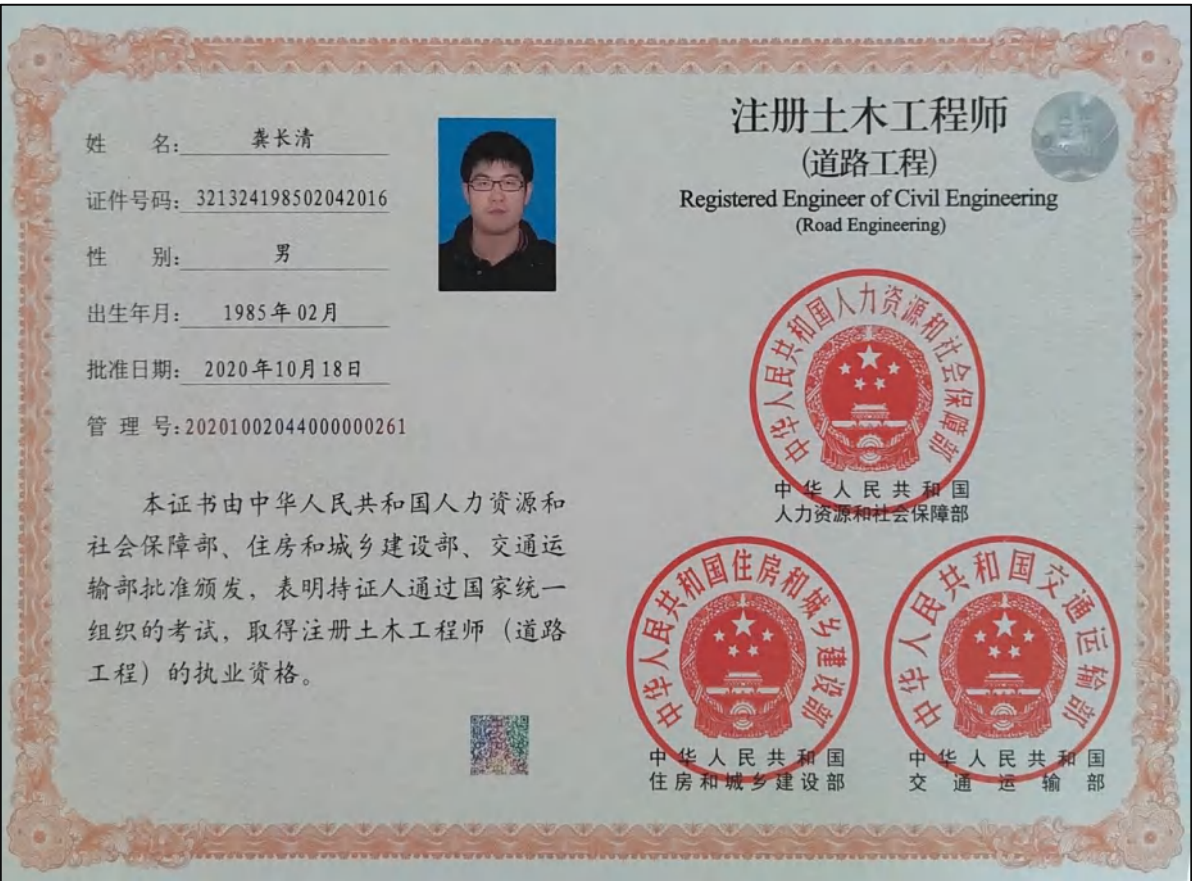 姓 名: 龚长清
证件号码: 321324198502042016
性 别: 男
出生年月: 1985年02月
批准日期: 2020年10月18日
管 理 号:20201002044000000261
本证书由中华人民共和国人力资源和
社会保障部、住房和城乡建设部、交通运
输部批准颁发，表明持证人通过国家统一
组织的考试，取得注册土木工程师（道路
工程）的执业资格。
注册土木工程师
(道路工程)
Registered Engineer of Civil Engineering
(Road Engineering)
中华人民共和国人力资源和社会保障部
中华人民共和国
人力资源和社会保障部
中华人民共和国住房和城乡建设部
中华人民共和国
住房和城乡建设部
中华人民共和国交通运输部
中华人民共和国
交通运输部